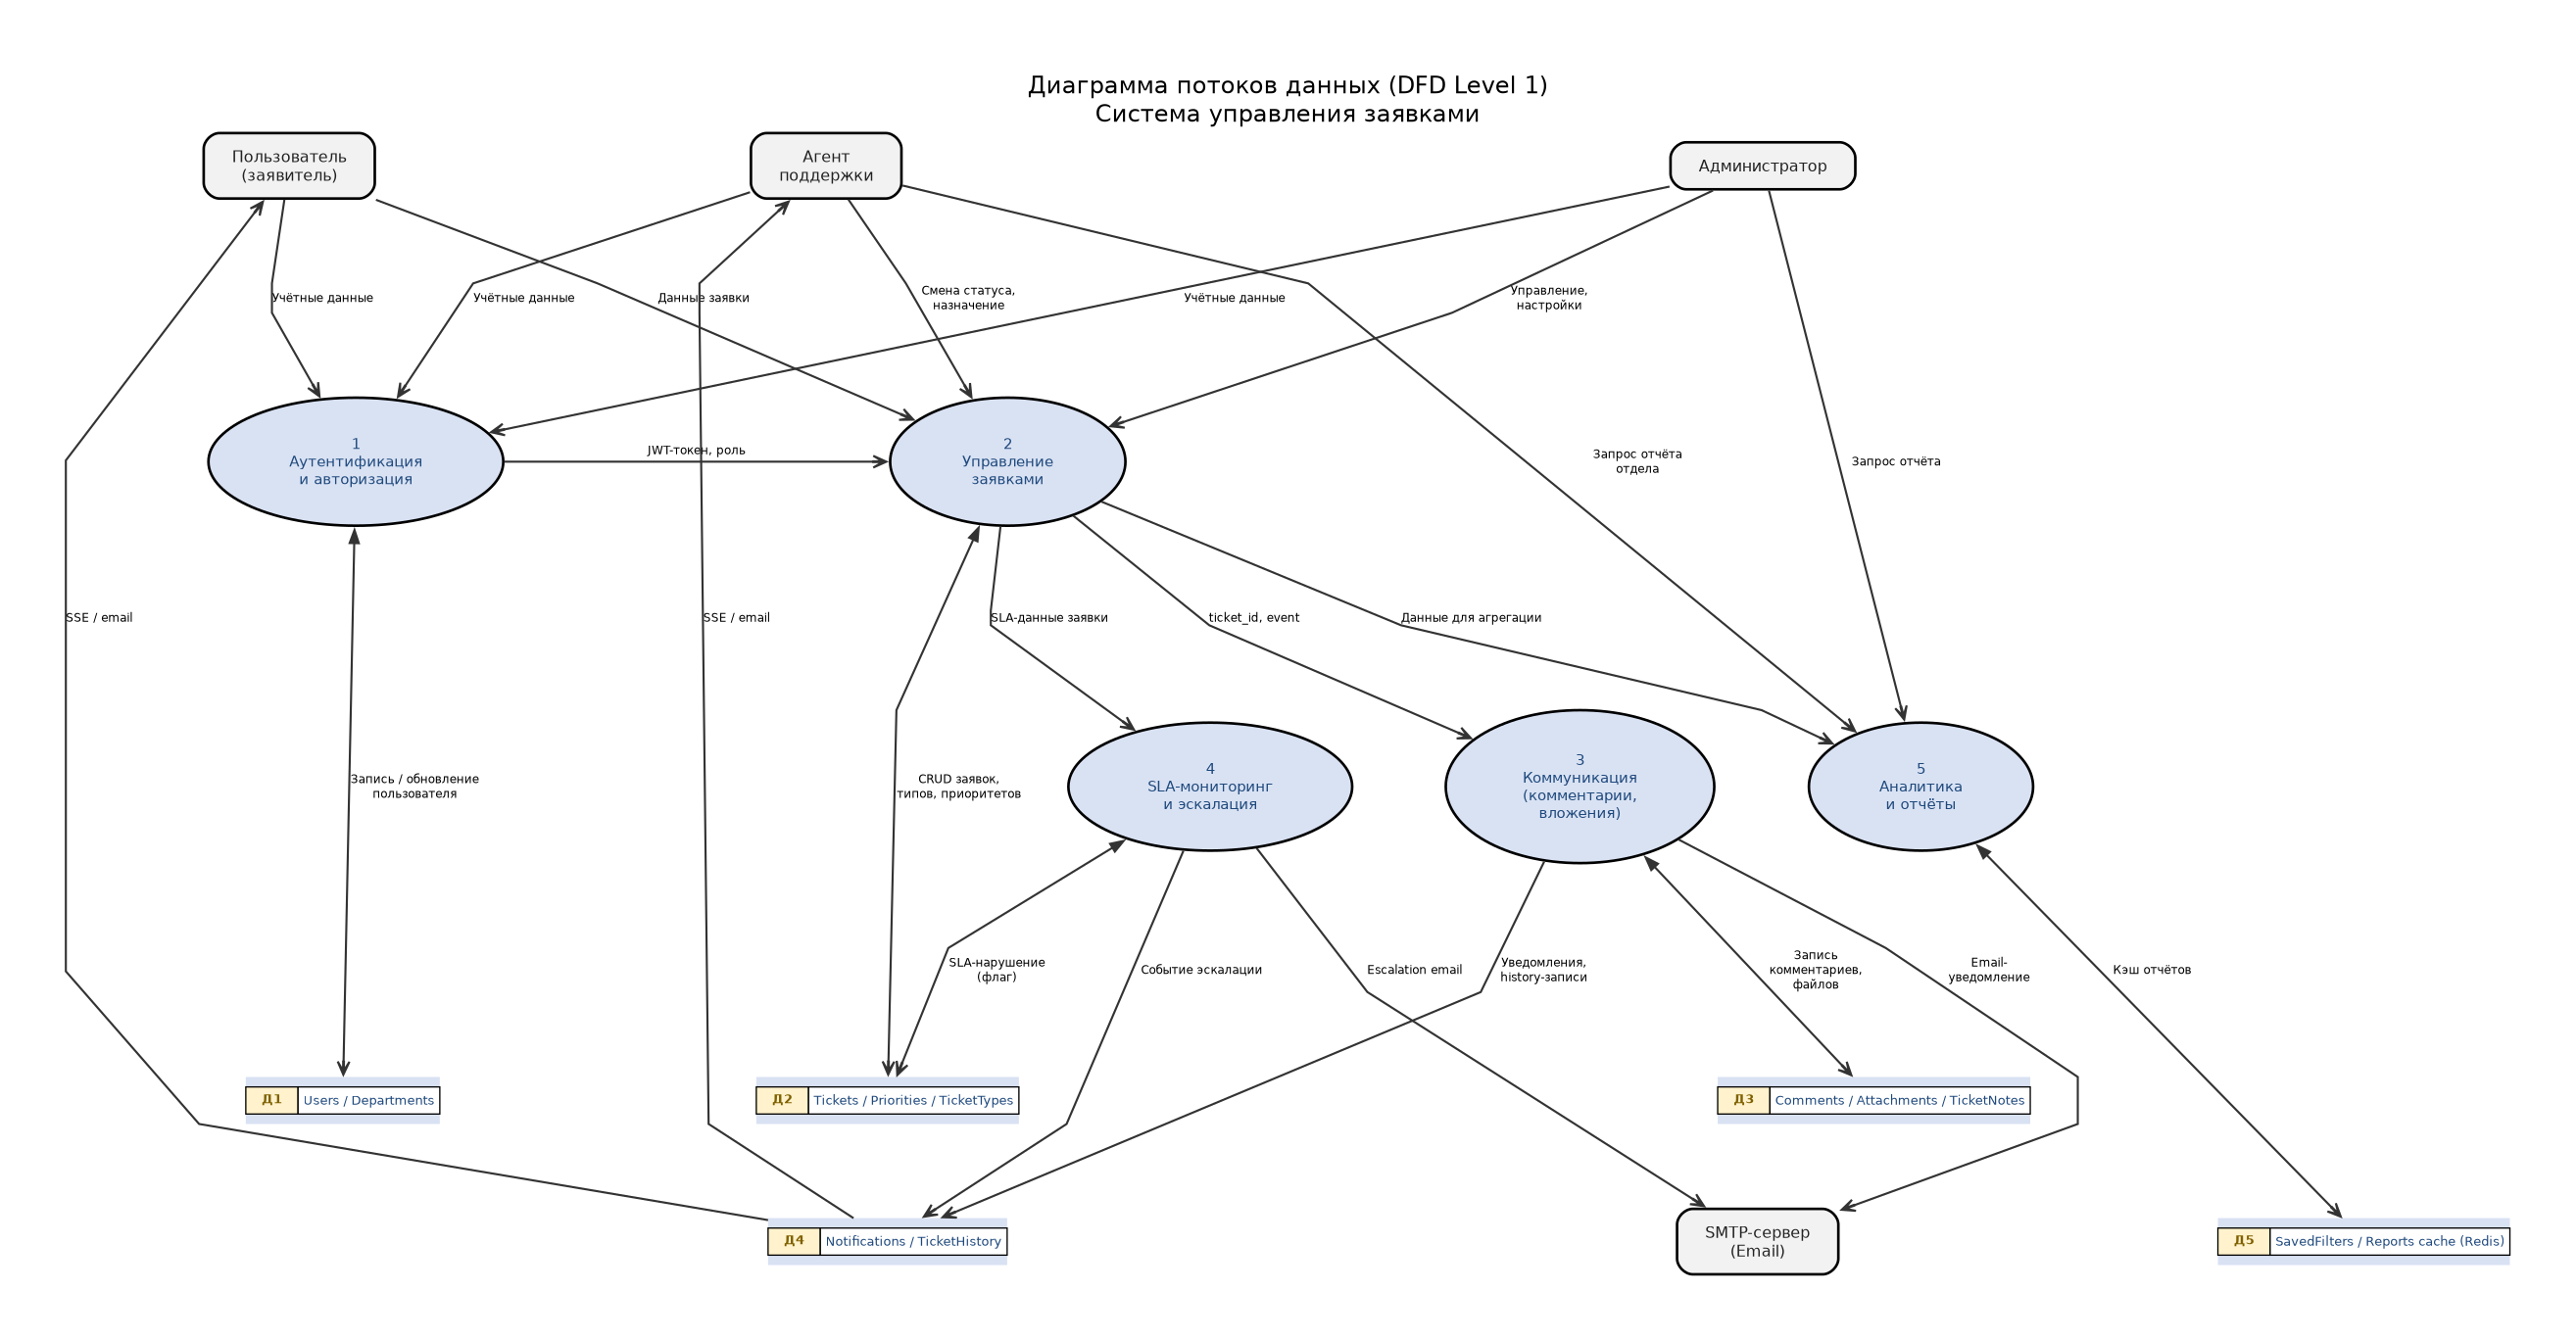 Диаграмма потоков данных (DFD Level 1)
Система управления заявками
Пользователь
(заявитель)
Агент
поддержки
Администратор
Учётные данные
Учётные данные
Данные заявки
Смена статуса,
назначение
Учётные данные
Управление,
настройки
1
Аутентификация
и авторизация
JWT-токен, роль
2
Управление
заявками
Запрос отчёта
отдела
Запрос отчёта
SSE / email
SSE / email
SLA-данные заявки
ticket_id, event
Данные для агрегации
Запись / обновление
пользователя
CRUD заявок,
типов, приоритетов
4
SLA-мониторинг
и эскалация
3
Коммуникация
(комментарии,
вложения)
5
Аналитика
и отчёты
SLA-нарушение
(флаг)
Событие эскалации
Escalation email
Уведомления,
history-записи
Запись
комментариев,
файлов
Email-
уведомление
Кэш отчётов
Д1 Users / Departments
Д2 Tickets / Priorities / TicketTypes
Д3 Comments / Attachments / TicketNotes
Д4 Notifications / TicketHistory
SMTP-сервер
(Email)
Д5 SavedFilters / Reports cache (Redis)